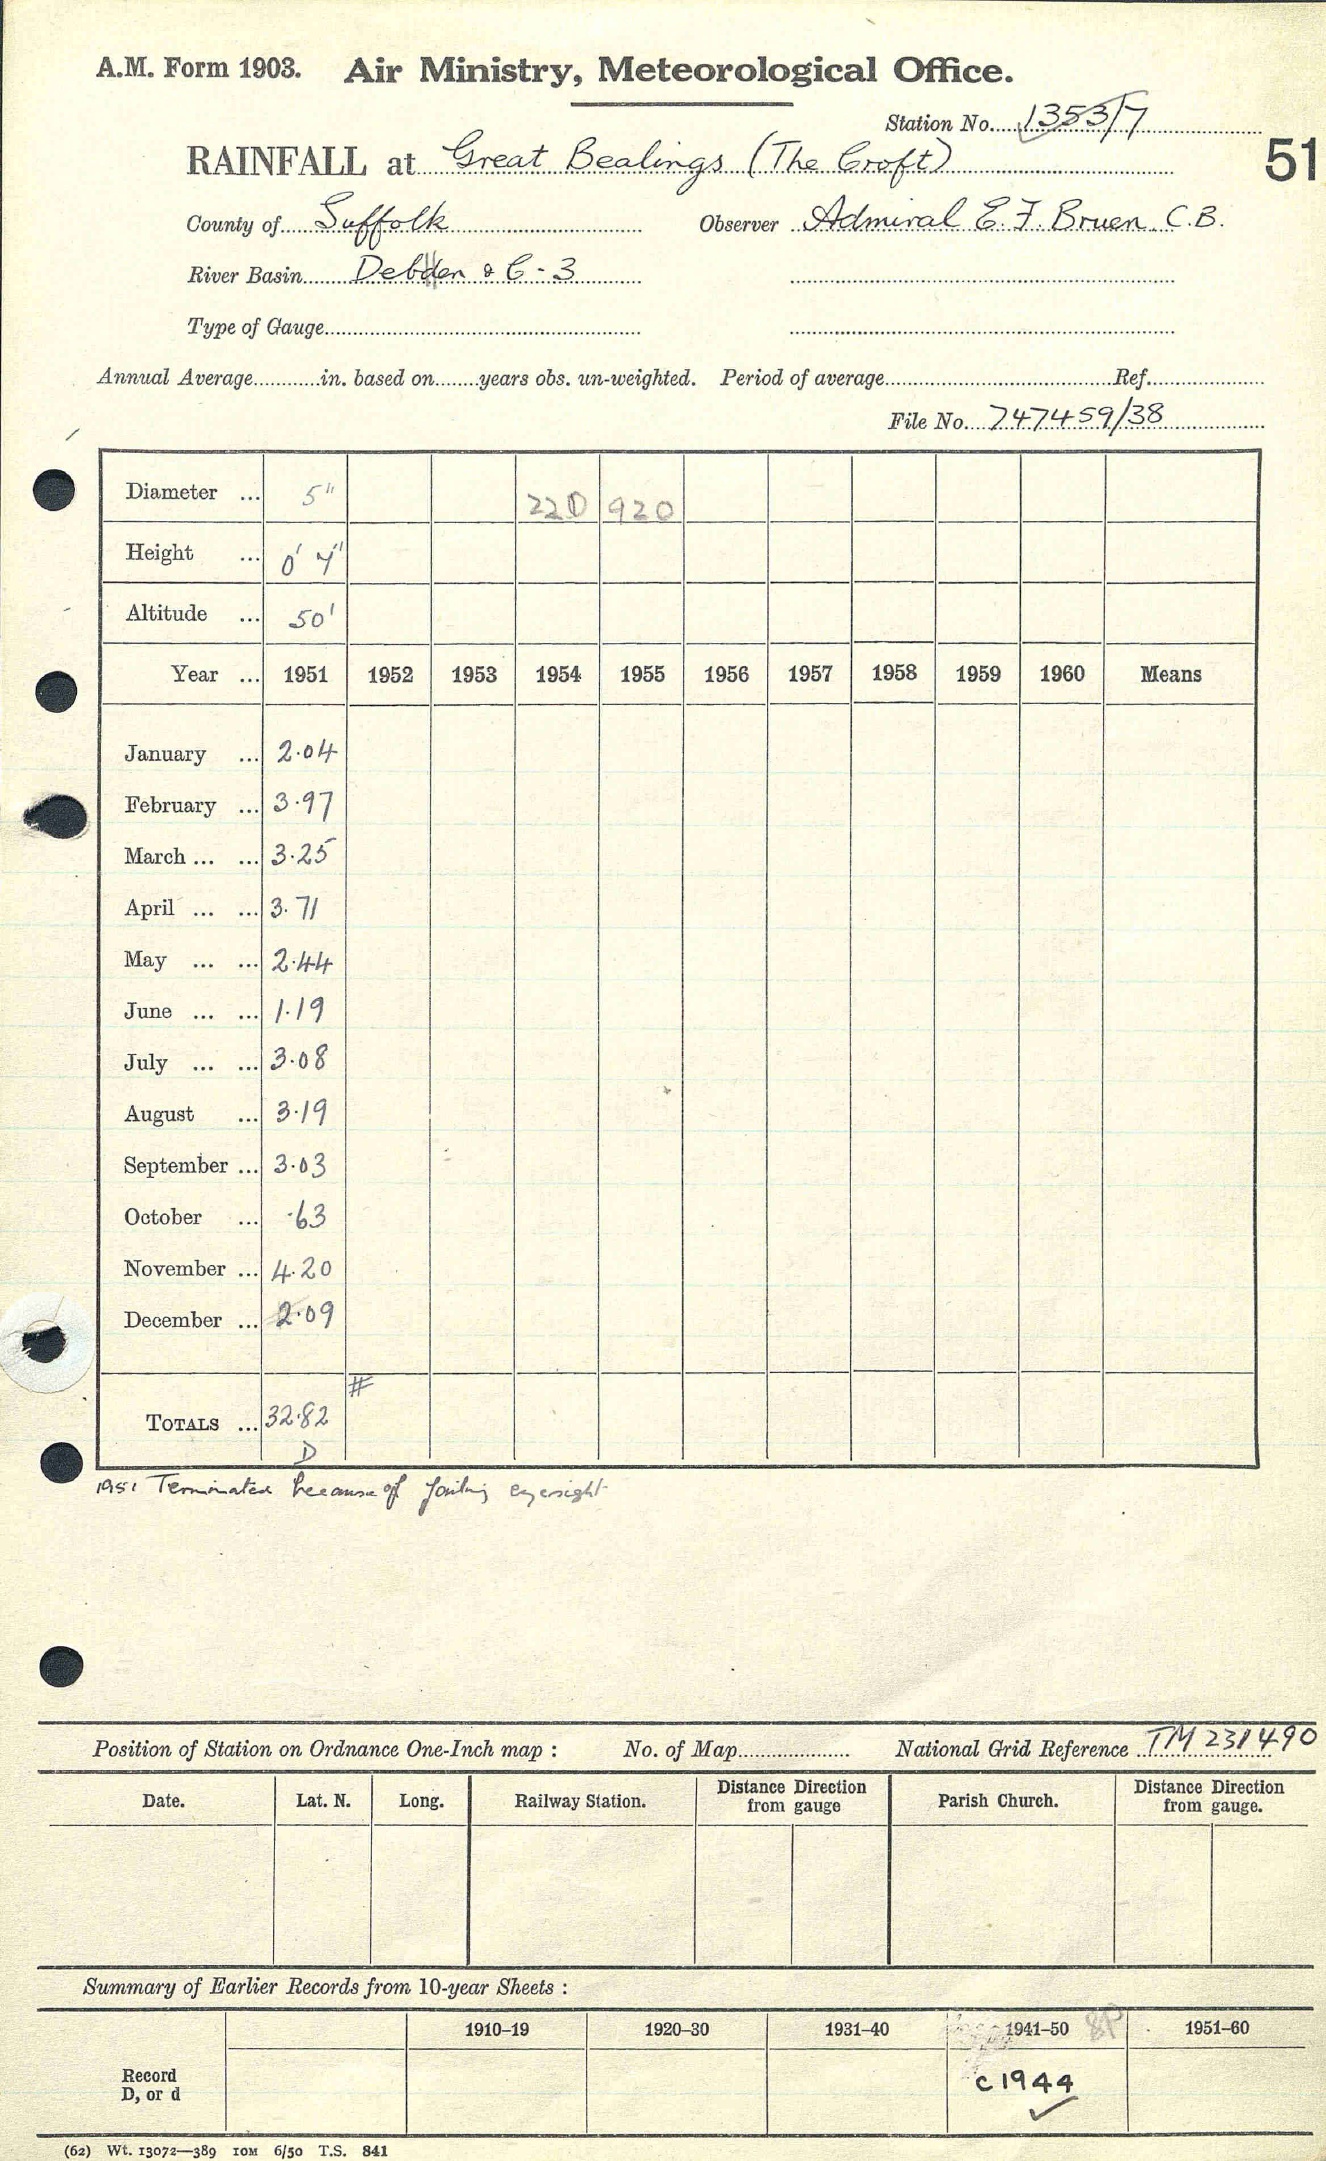 A.M. Form 1903. Air Ministry, Meteorological Office.
Station No. 1353/7
51
RAINFALL at Great Bealings (The Croft)
County of Suffolk Observer Admiral E. F. Bruen. C.B.
River Basin Debden & C-3
Type of Gauge
Annual Average in. based on years obs. un-weighted. Period of average Ref.
File No. 747459/38
Diameter ... 5" 22D 920
Height ... 0' 4"
Altitude ... 50'
Year ... 1951 1952 1953 1954 1955 1956 1957 1958 1959 1960 Means
January ... 2.04
February ... 3.97
March ... ... 3.25
April ... ... 3.71
May ... ... 2.44
June ... ... 1.19
July ... ... 3.08
August ... 3.19
September ... 3.03
October ... .63
November ... 4.20
December ... 2.09
#
TOTALS ... 32.82
D
1951 Terminated because of failing eyesight
Position of Station on Ordnance One-Inch map : No. of Map National Grid Reference TM 231490
Date. Lat. N. Long. Railway Station. Distance from gauge Direction Parish Church. Distance from gauge. Direction
Summary of Earlier Records from 10-year Sheets :
1910–19 1920–30 1931–40 1941–50 1951–60
Record
D, or d
c 1944
(62) Wt. 13072—389 10M 6/50 T.S. 841